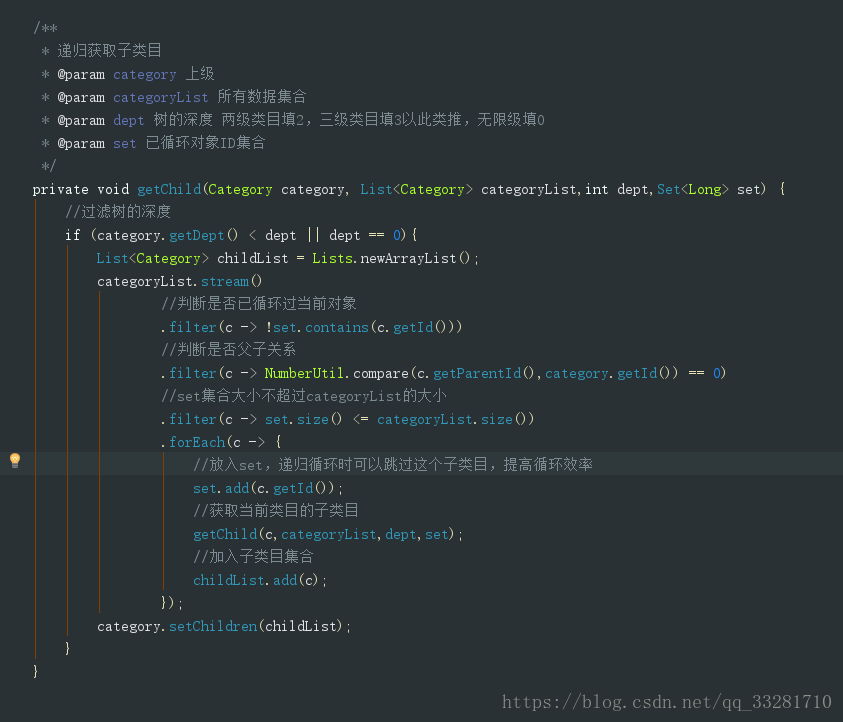 /**
 * 递归获取子类目
 * @param category 上级
 * @param categoryList 所有数据集合
 * @param dept 树的深度 两级类目填2，三级类目填3以此类推，无限级填0
 * @param set 已循环对象ID集合
 */
private void getChild(Category category, List<Category> categoryList,int dept,Set<Long> set) {
    //过滤树的深度
    if (category.getDept() < dept || dept == 0){
        List<Category> childList = Lists.newArrayList();
        categoryList.stream()
                //判断是否已循环过当前对象
                .filter(c -> !set.contains(c.getId()))
                //判断是否父子关系
                .filter(c -> NumberUtil.compare(c.getParentId(),category.getId()) == 0)
                //set集合大小不超过categoryList的大小
                .filter(c -> set.size() <= categoryList.size())
                .forEach(c -> {
                    //放入set，递归循环时可以跳过这个子类目，提高循环效率
                    set.add(c.getId());
                    //获取当前类目的子类目
                    getChild(c,categoryList,dept,set);
                    //加入子类目集合
                    childList.add(c);
                });
        category.setChildren(childList);
    }
}
https://blog.csdn.net/qq_33281710